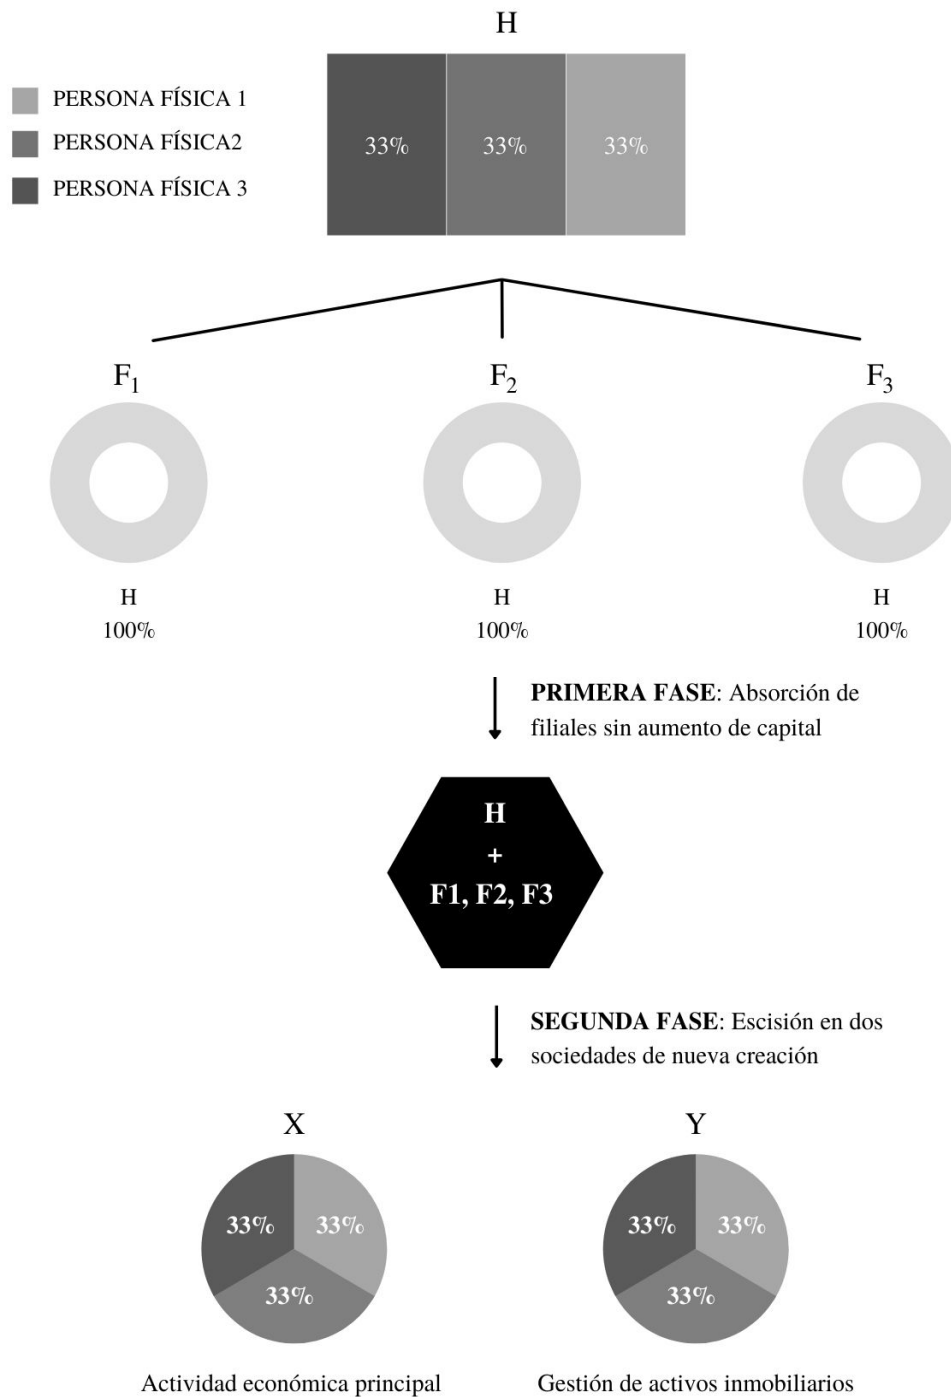 H
PERSONA FÍSICA 1
PERSONA FÍSICA2
PERSONA FÍSICA 3
33%
33%
33%
F₁
F₂
F₃
H
100%
H
100%
H
100%
PRIMERA FASE: Absorción de
filiales sin aumento de capital
H
+
F1, F2, F3
SEGUNDA FASE: Escisión en dos
sociedades de nueva creación
X
33%
33%
33%
Actividad económica principal
Y
33%
33%
33%
Gestión de activos inmobiliarios